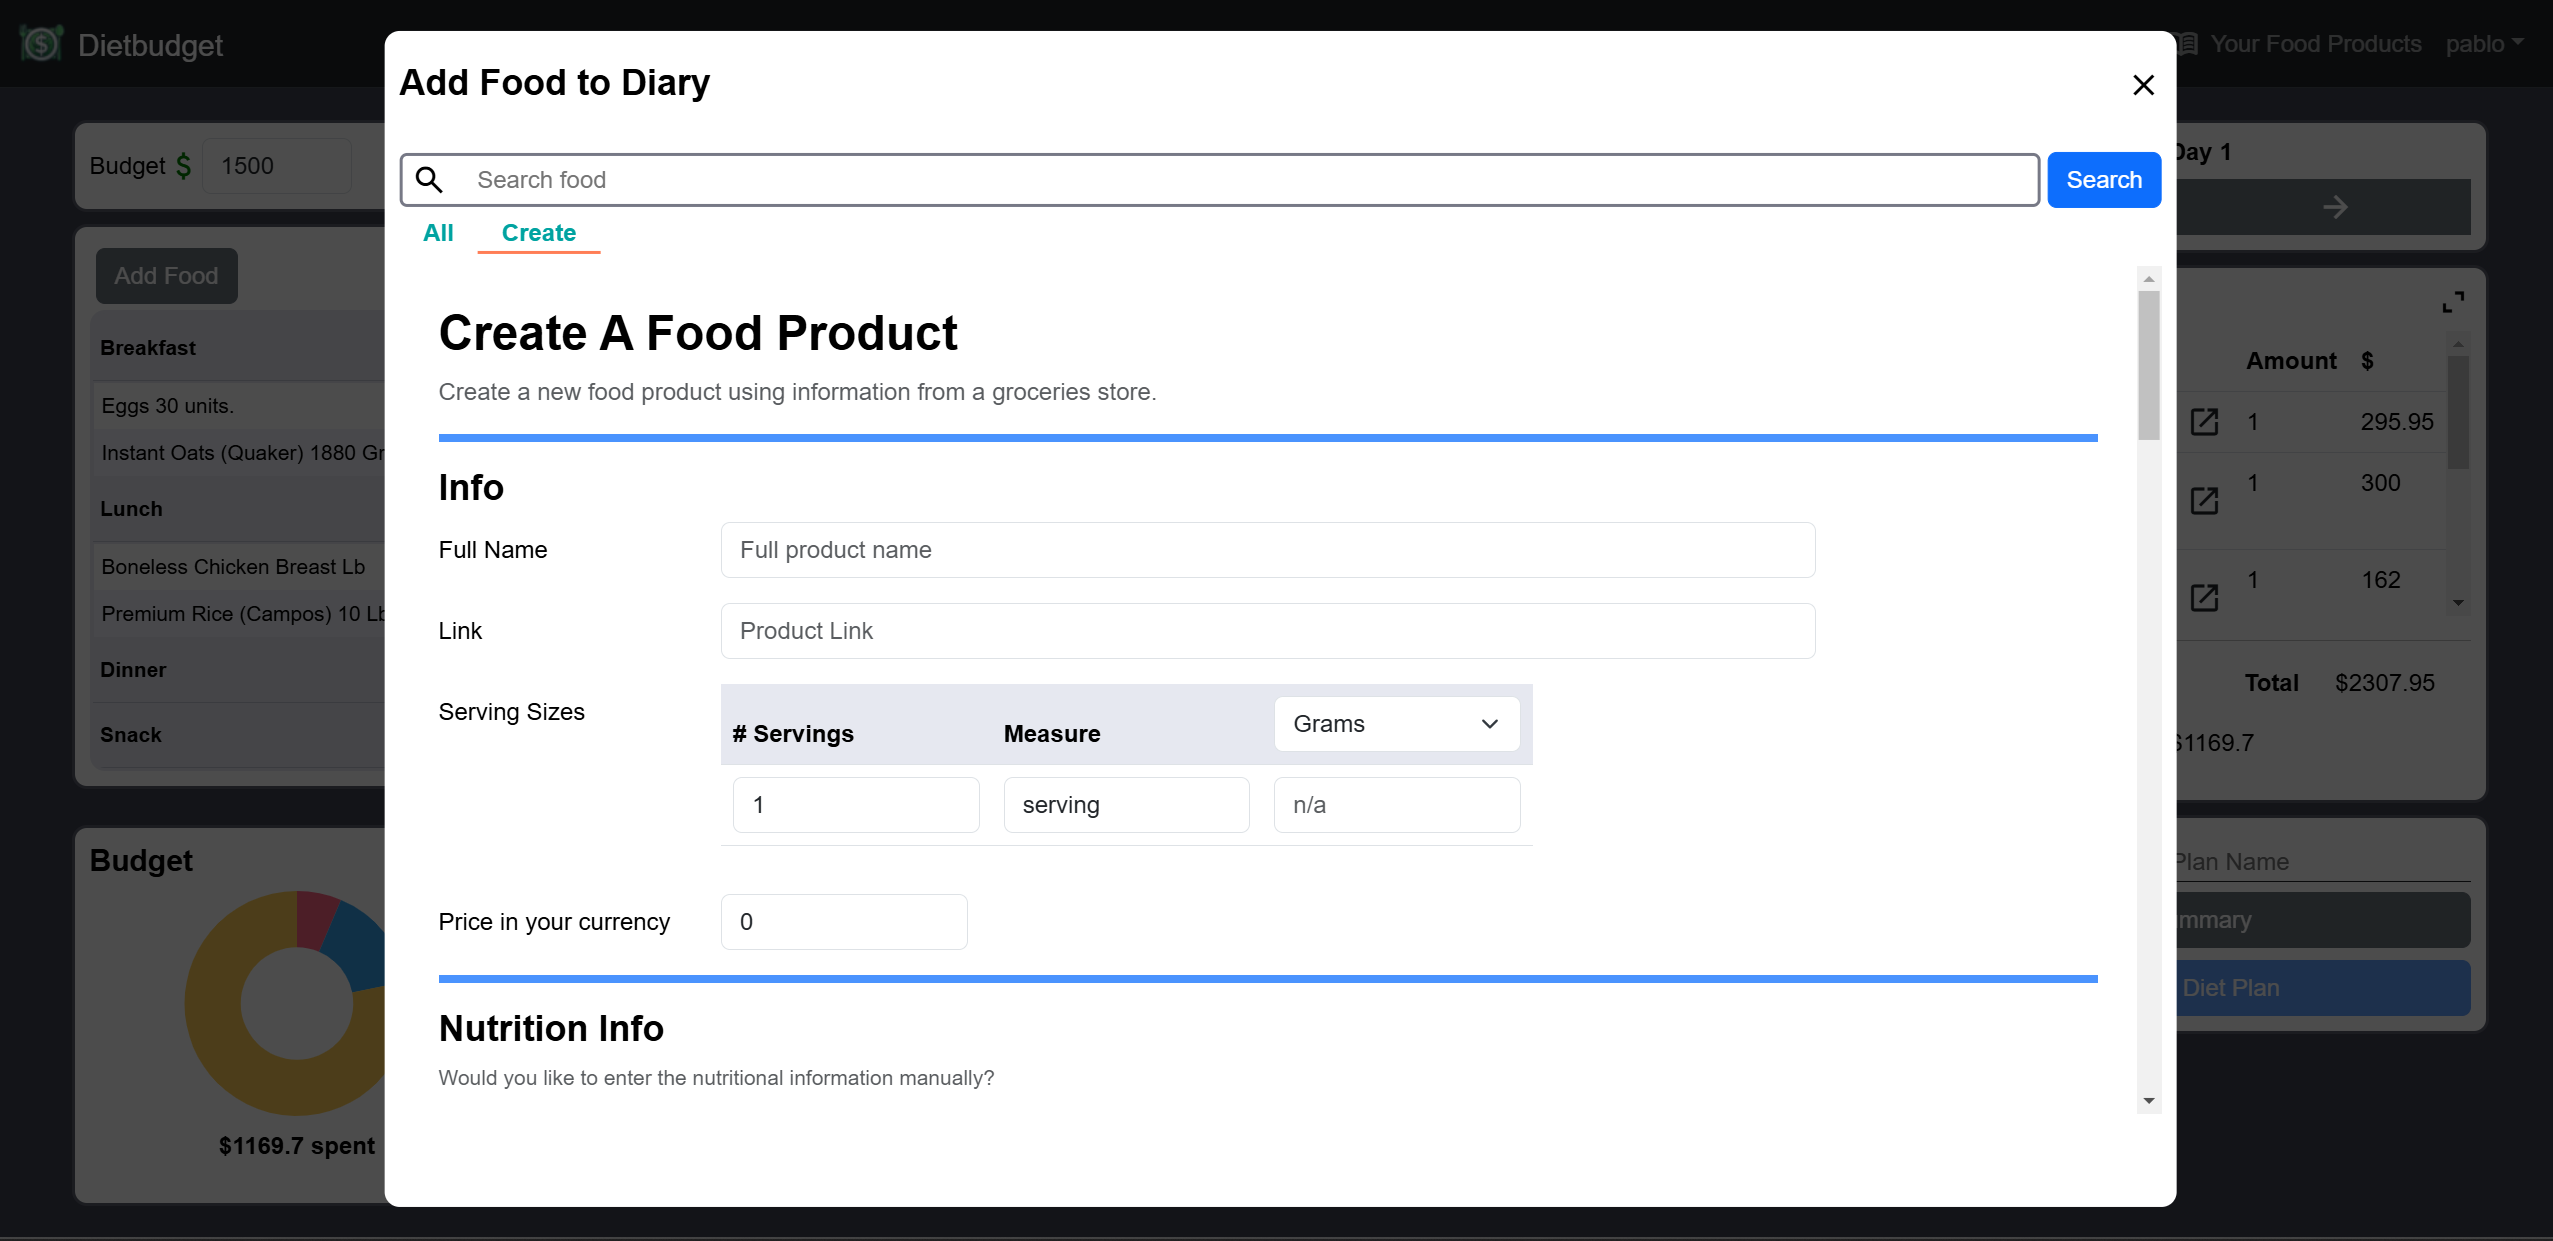 Dietbudget
Your Food Products
pablo
Add Food to Diary
Search food
Search
All
Create
Create A Food Product
Create a new food product using information from a groceries store.
Info
Full Name
Full product name
Link
Product Link
Serving Sizes
# Servings
Measure
Grams
1
serving
n/a
Price in your currency
0
Nutrition Info
Would you like to enter the nutritional information manually?
Budget $ 1500
Add Food
Breakfast
Eggs 30 units.
Instant Oats (Quaker) 1880 Gr
Lunch
Boneless Chicken Breast Lb
Premium Rice (Campos) 10 Lb
Dinner
Snack
Budget
$1169.7 spent
Day 1
Amount $
1 295.95
1 300
1 162
Total $2307.95
$1169.7
Plan Name
mmary
Diet Plan